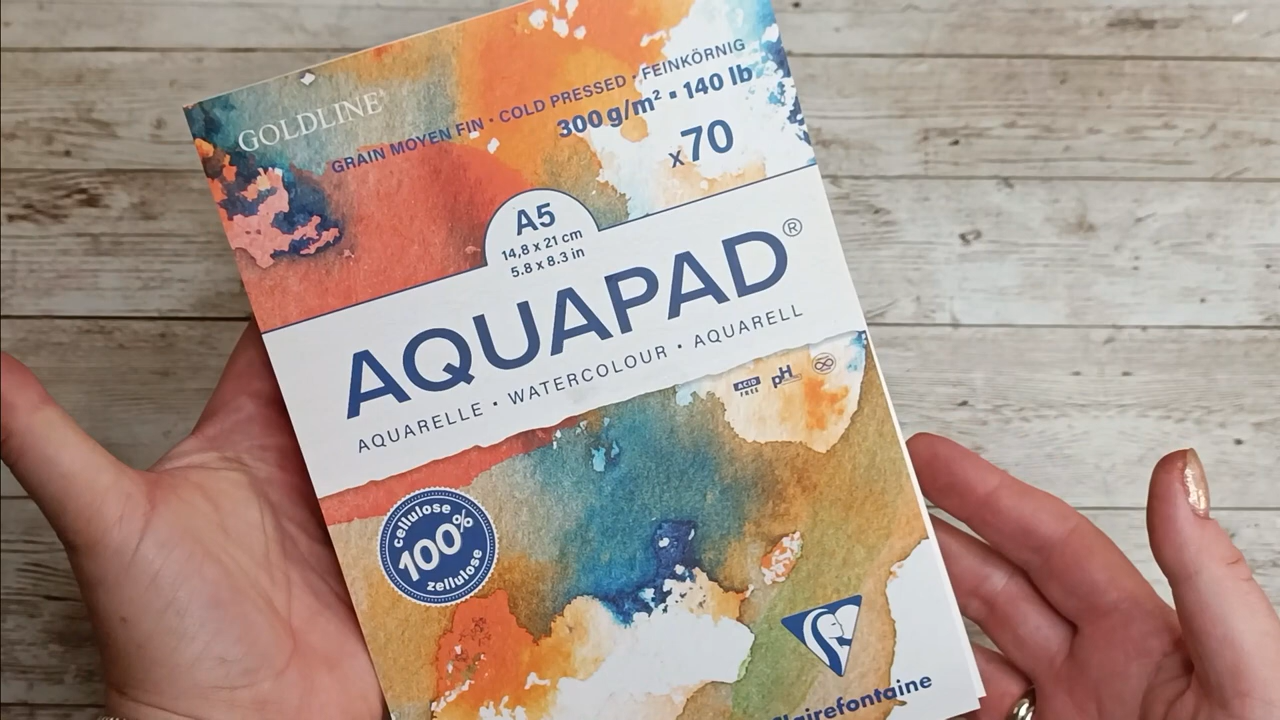 GOLDLINE
GRAIN MOYEN FIN · COLD PRESSED · FEINKÖRNIG
300 g/m² ▪ 140 lb
x70
A5
14,8 x 21 cm
5.8 x 8.3 in
AQUAPAD®
AQUARELLE · WATERCOLOUR · AQUARELL
ACID FREE
pH
cellulose
100%
zellulose
Clairefontaine